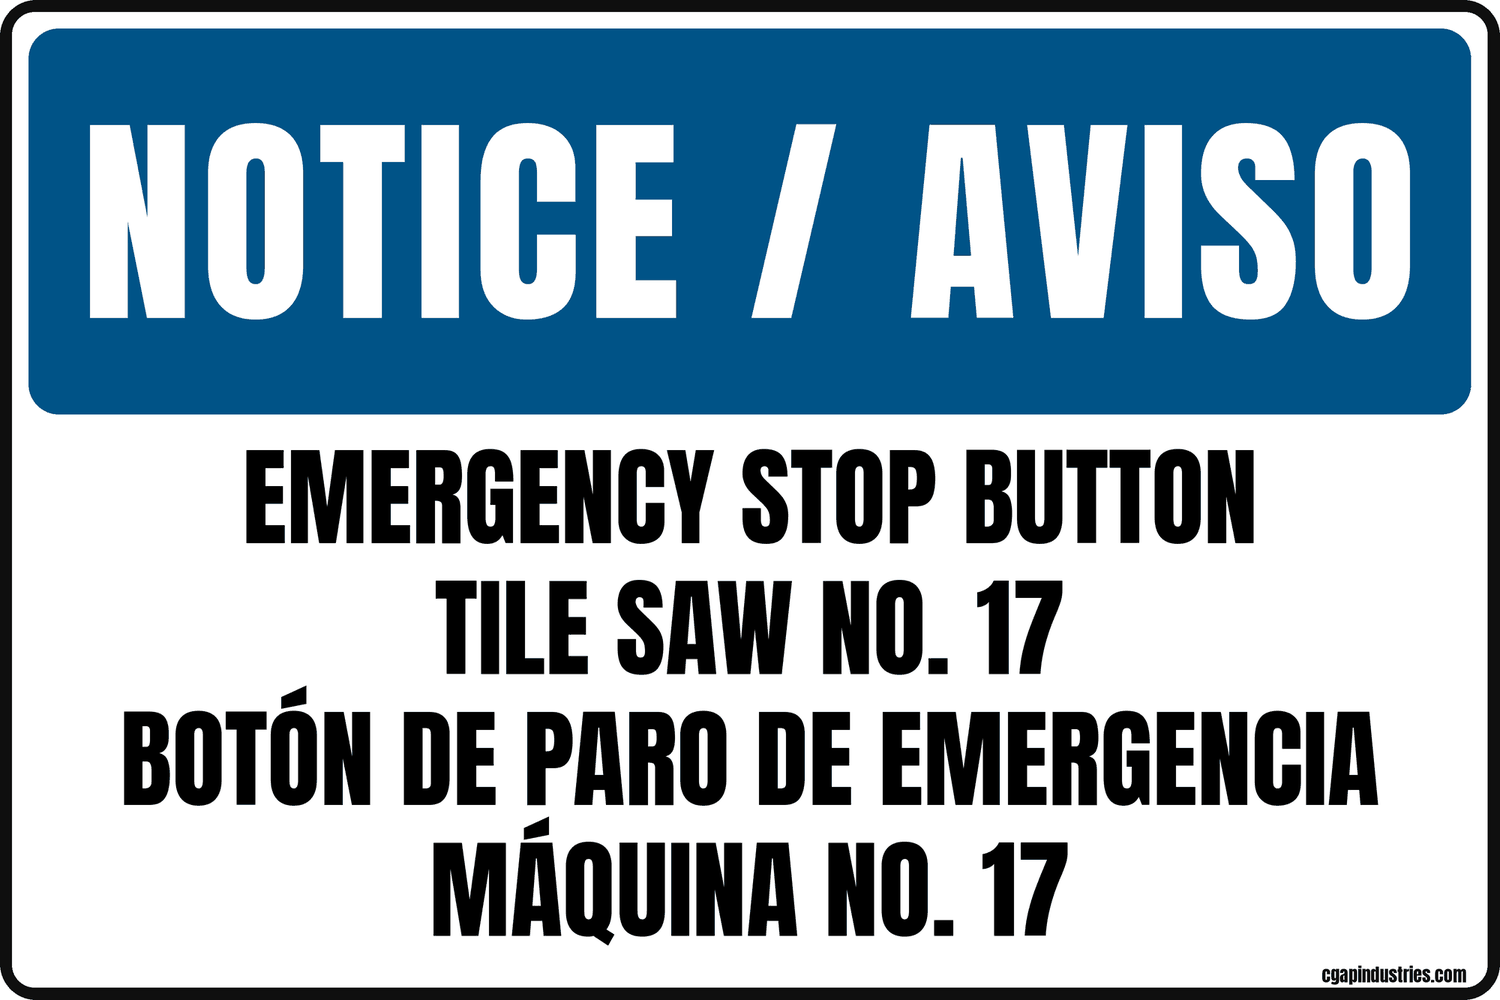 NOTICE / AVISO
EMERGENCY STOP BUTTON
TILE SAW NO. 17
BOTÓN DE PARO DE EMERGENCIA
MÁQUINA NO. 17
cgapindustries.com